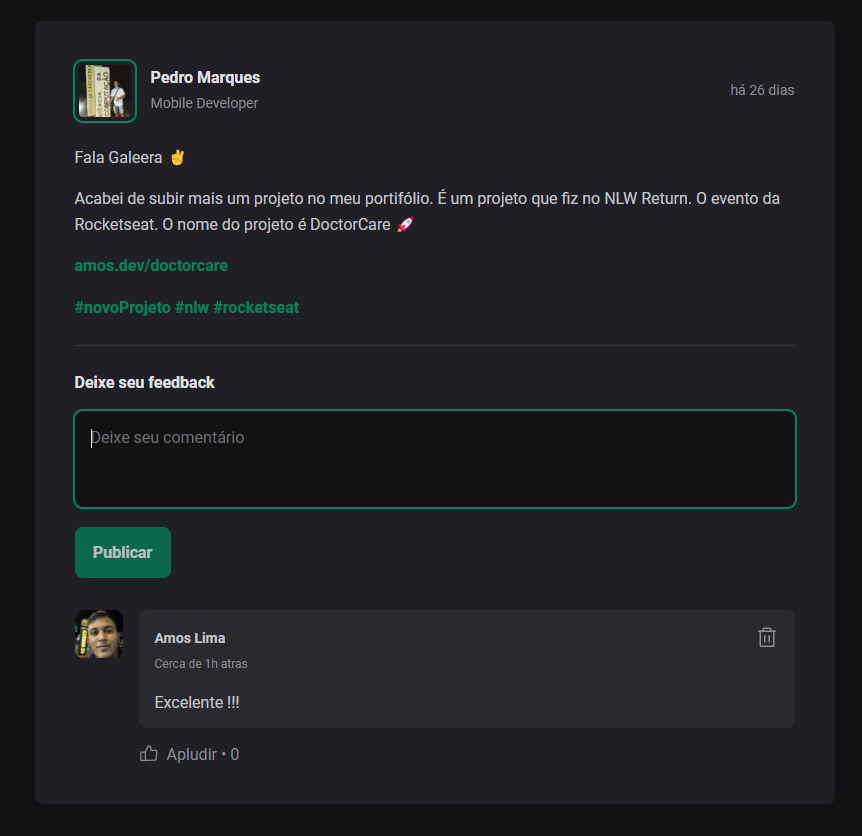 Pedro Marques
Mobile Developer
há 26 dias
Fala Galeera ✌
Acabei de subir mais um projeto no meu portifólio. É um projeto que fiz no NLW Return. O evento da
Rocketseat. O nome do projeto é DoctorCare 🚀
amos.dev/doctorcare
#novoProjeto #nlw #rocketseat
Deixe seu feedback
Deixe seu comentário
Publicar
Amos Lima
Cerca de 1h atras
Excelente !!!
Apludir • 0